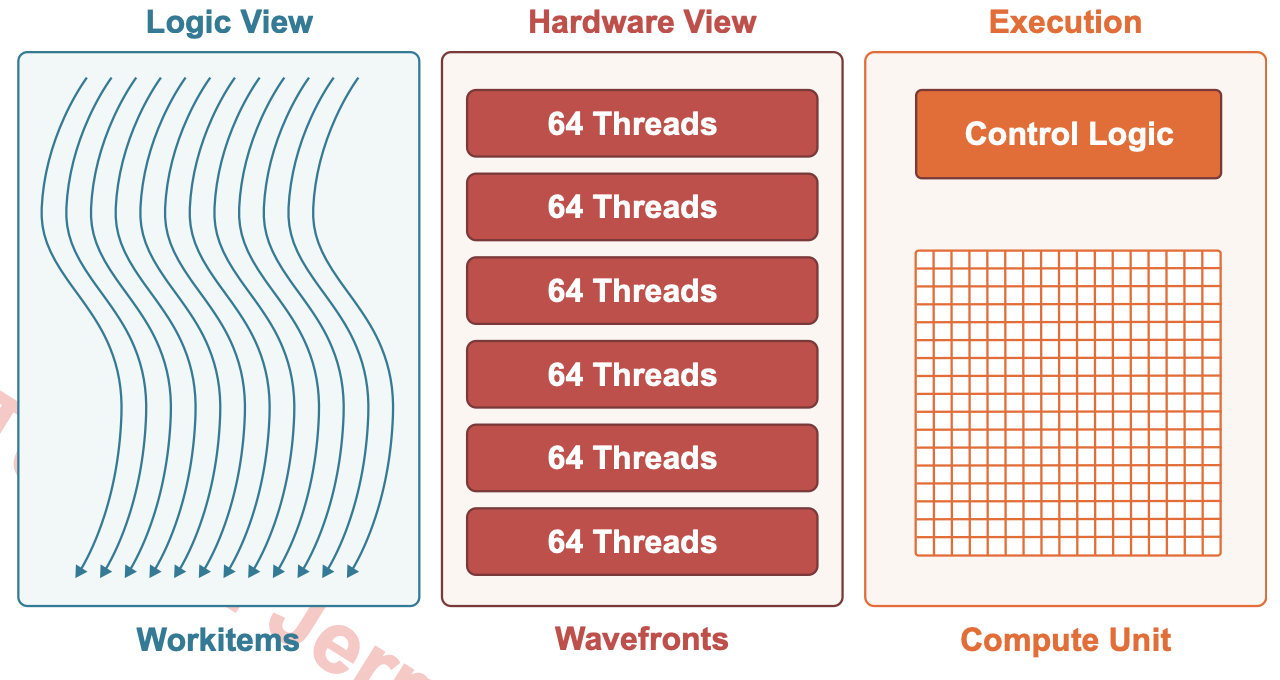 Logic View
Hardware View
Execution
64 Threads
64 Threads
64 Threads
64 Threads
64 Threads
64 Threads
Control Logic
Workitems
Wavefronts
Compute Unit